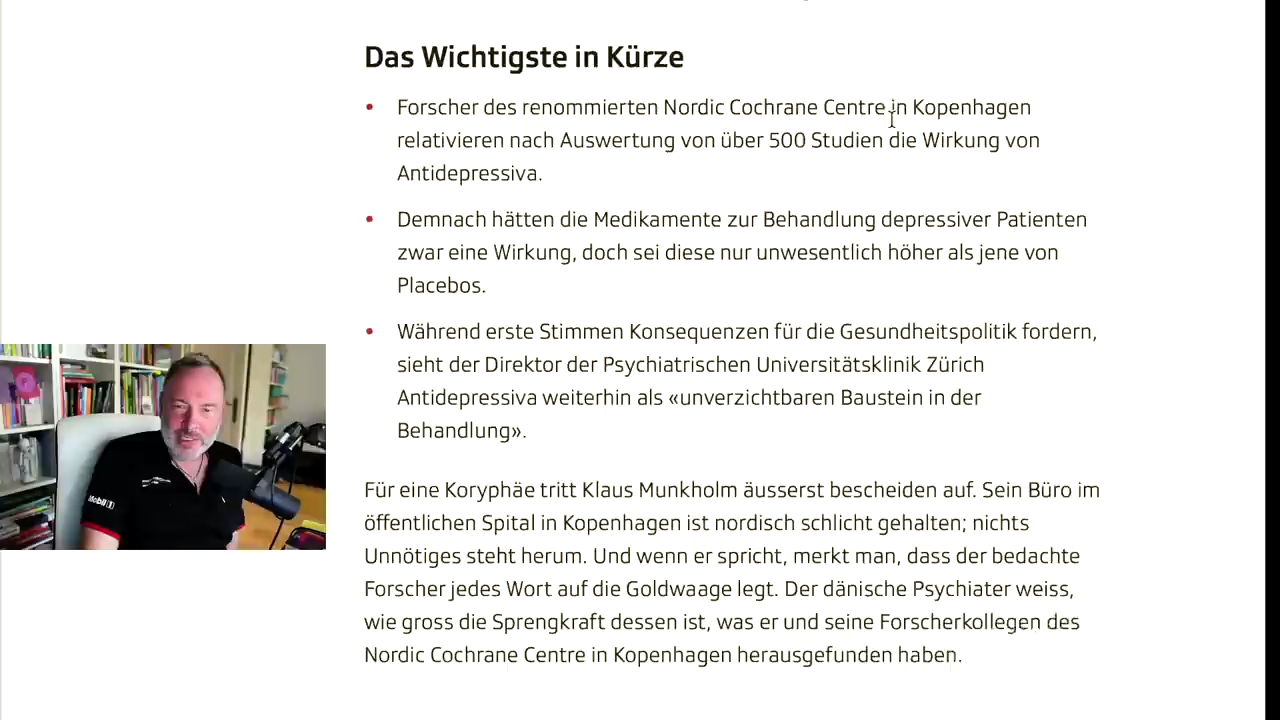 Das Wichtigste in Kürze
• Forscher des renommierten Nordic Cochrane Centre in Kopenhagen
relativieren nach Auswertung von über 500 Studien die Wirkung von
Antidepressiva.
• Demnach hätten die Medikamente zur Behandlung depressiver Patienten
zwar eine Wirkung, doch sei diese nur unwesentlich höher als jene von
Placebos.
• Während erste Stimmen Konsequenzen für die Gesundheitspolitik fordern,
sieht der Direktor der Psychiatrischen Universitätsklinik Zürich
Antidepressiva weiterhin als «unverzichtbaren Baustein in der
Behandlung».
Für eine Koryphäe tritt Klaus Munkholm äusserst bescheiden auf. Sein Büro im
öffentlichen Spital in Kopenhagen ist nordisch schlicht gehalten; nichts
Unnötiges steht herum. Und wenn er spricht, merkt man, dass der bedachte
Forscher jedes Wort auf die Goldwaage legt. Der dänische Psychiater weiss,
wie gross die Sprengkraft dessen ist, was er und seine Forscherkollegen des
Nordic Cochrane Centre in Kopenhagen herausgefunden haben.
Mobil 1